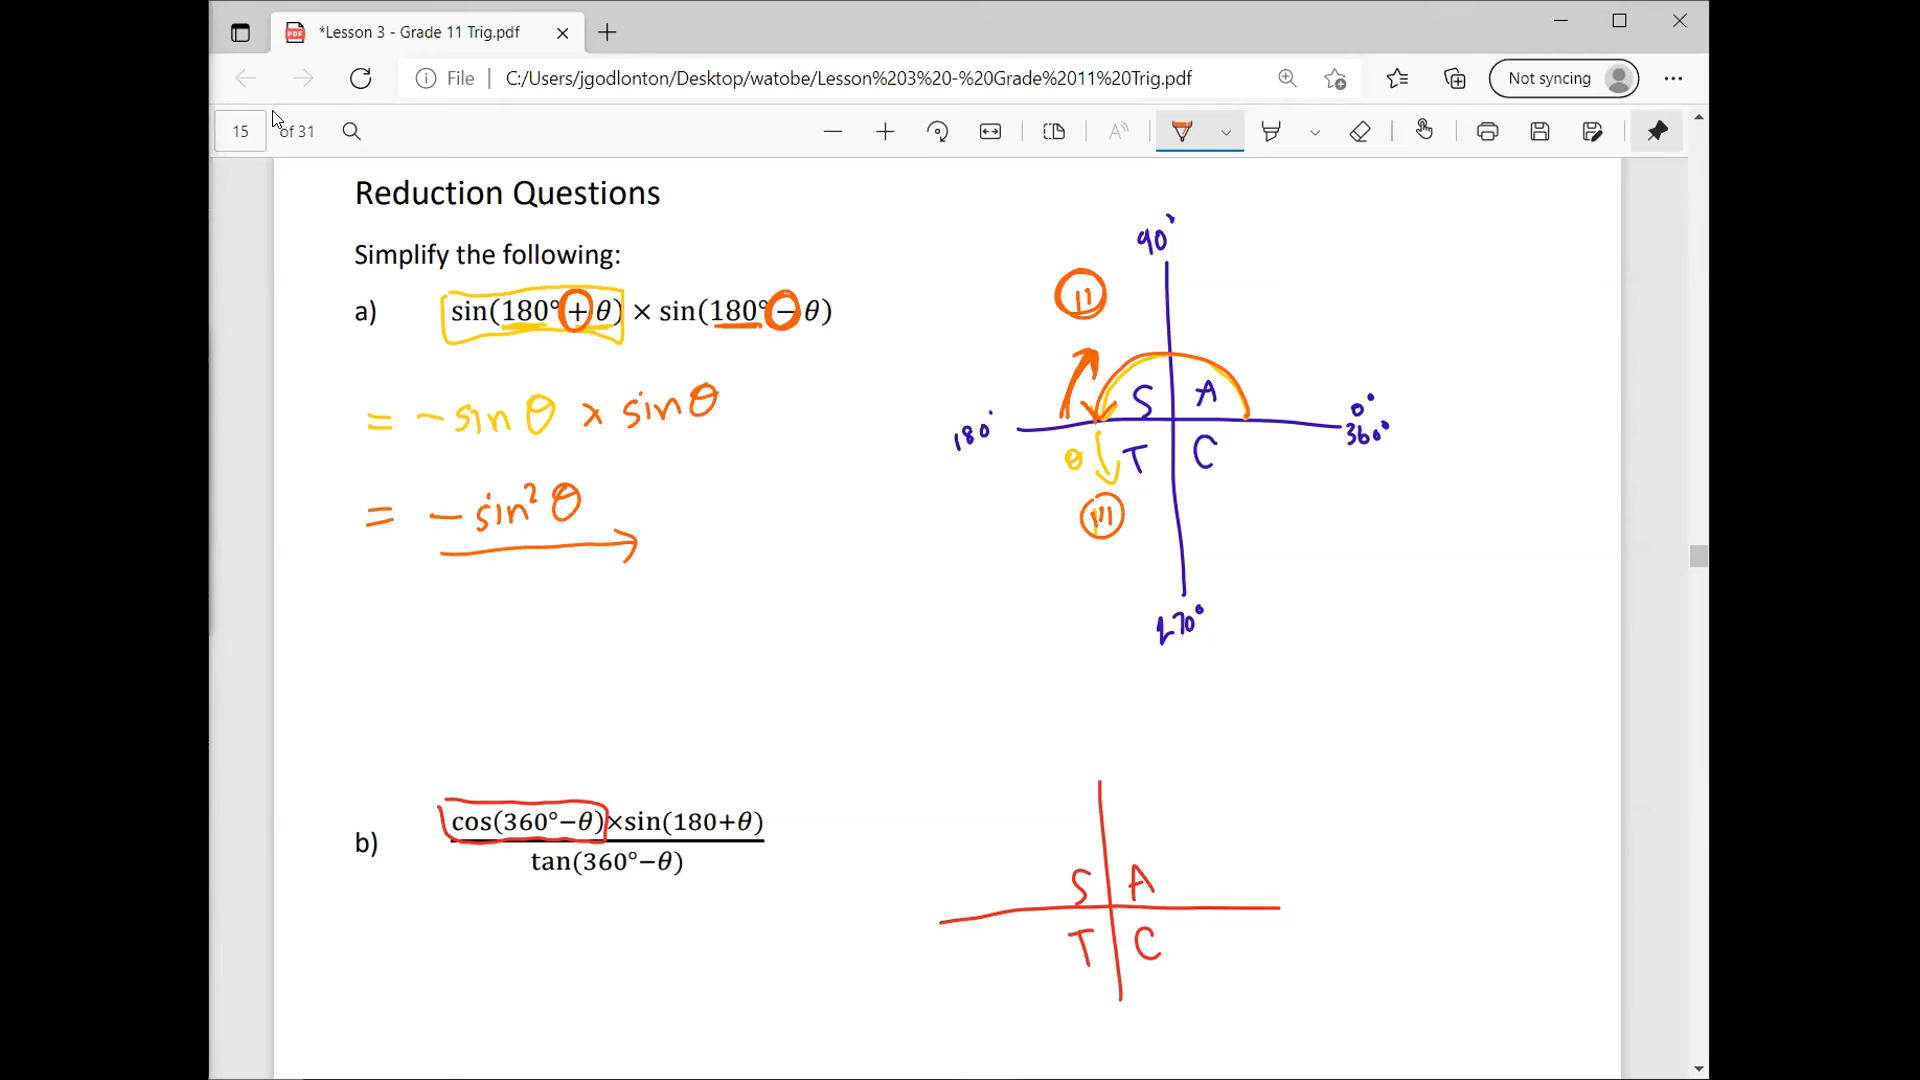 *Lesson 3 - Grade 11 Trig.pdf
File | C:/Users/jgodlonton/Desktop/watobe/Lesson%203%20-%20Grade%2011%20Trig.pdf
Not syncing
15 of 31
Reduction Questions
Simplify the following:
a) sin(180° + θ) × sin(180° − θ)
= − sin θ × sin θ
= − sin² θ
90°
II
S A
180°
0°
360°
θ T C
III
270°
b) cos(360°−θ)×sin(180+θ)
tan(360°−θ)
S A
T C